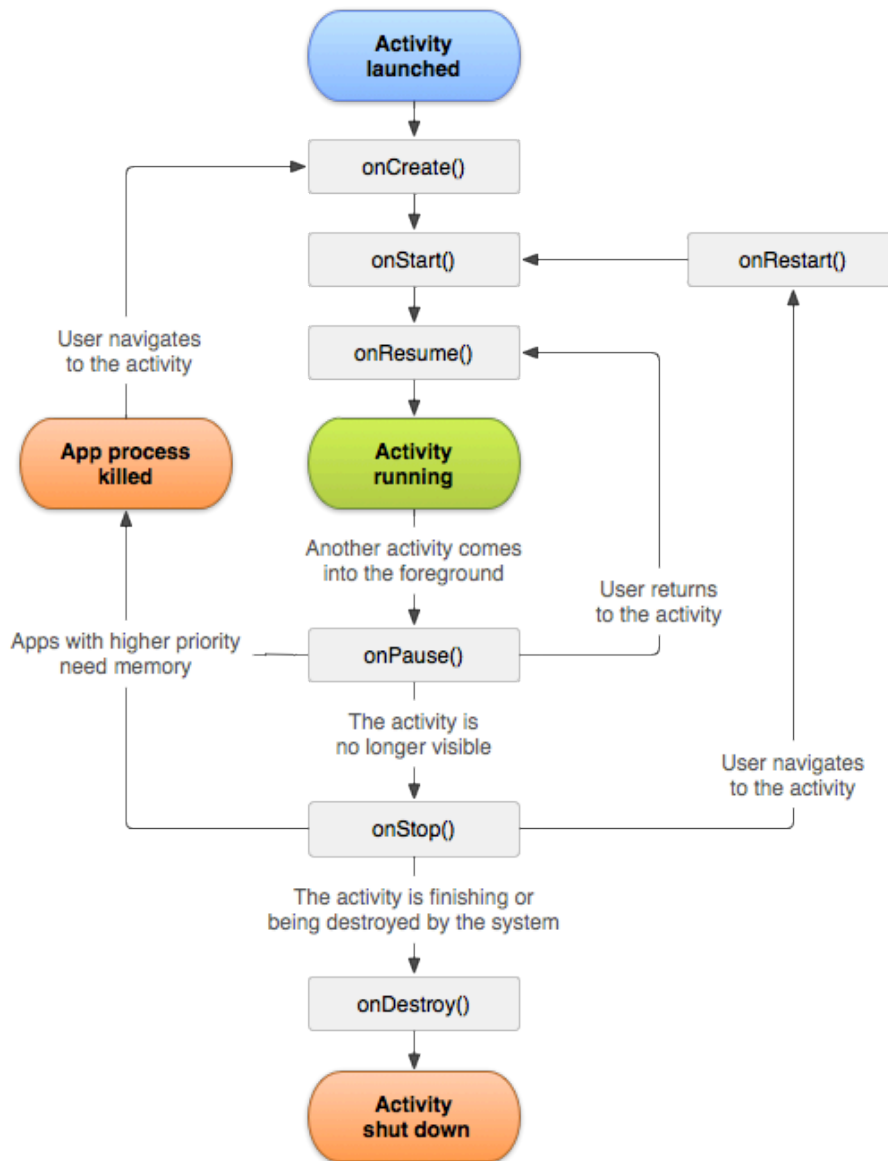 Activity
launched
onCreate()
onStart()
onRestart()
User navigates
to the activity
onResume()
App process
killed
Activity
running
Another activity comes
into the foreground
User returns
to the activity
Apps with higher priority
need memory
onPause()
The activity is
no longer visible
User navigates
to the activity
onStop()
The activity is finishing or
being destroyed by the system
onDestroy()
Activity
shut down